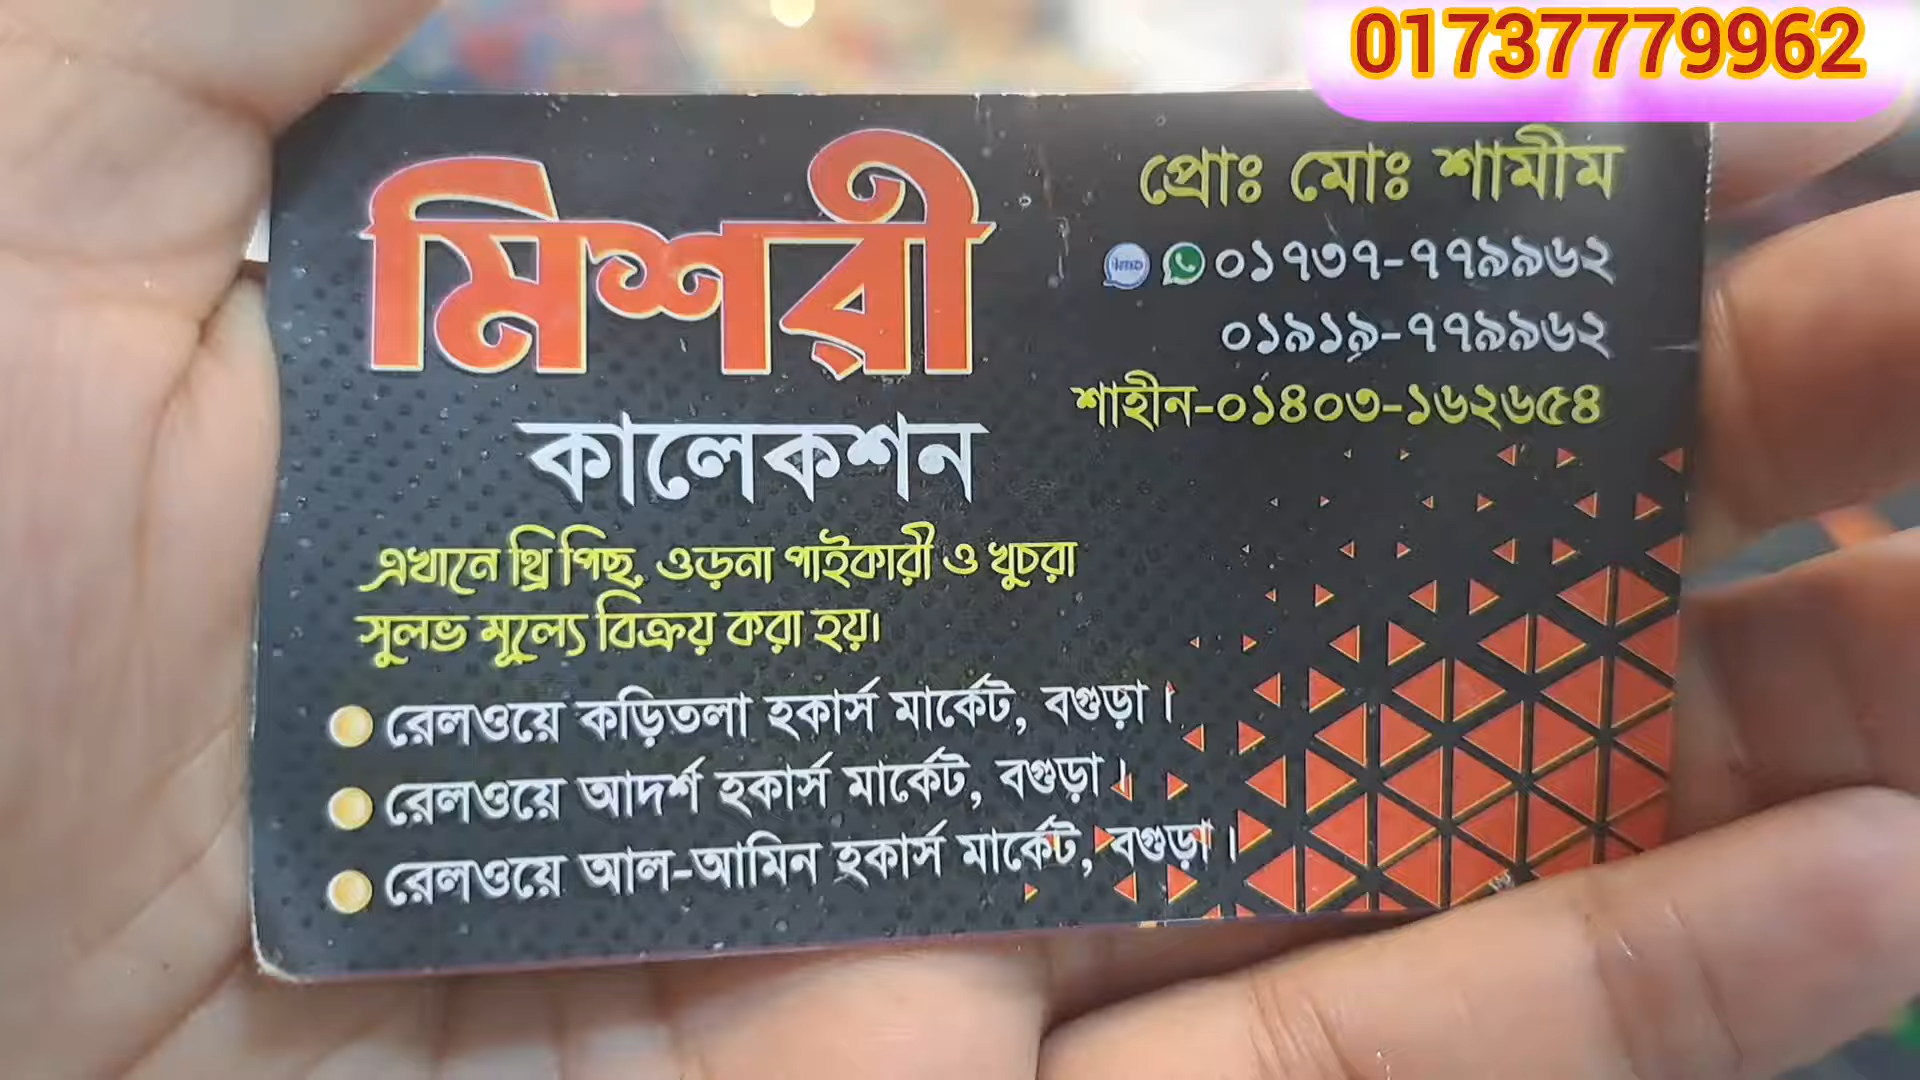 01737779962
মিশরী
কালেকশন
প্রোঃ মোঃ শামীম
imo
০১৭৩৭-৭৭৯৯৬২
০১৯১৯-৭৭৯৯৬২
শাহীন-০১৪০৩-১৬২৬৫৪
এখানে থ্রি পিছ, ওড়না পাইকারী ও খুচরা
সুলভ মূল্যে বিক্রয় করা হয়।
রেলওয়ে কড়িতলা হকার্স মার্কেট, বগুড়া।
রেলওয়ে আদর্শ হকার্স মার্কেট, বগুড়া।
রেলওয়ে আল-আমিন হকার্স মার্কেট, বগুড়া।